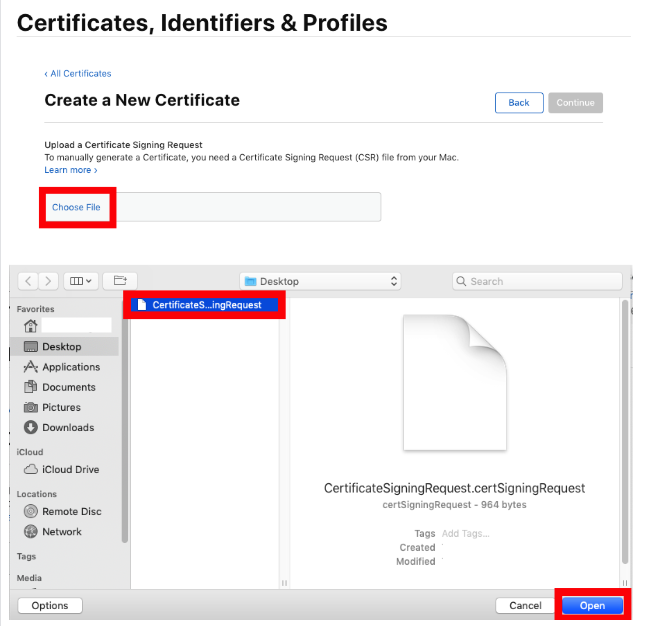 Certificates, Identifiers & Profiles
‹ All Certificates
Create a New Certificate
Back
Continue
Upload a Certificate Signing Request
To manually generate a Certificate, you need a Certificate Signing Request (CSR) file from your Mac.
Learn more ›
Choose File
Desktop
Search
Favorites
Desktop
Applications
Documents
Pictures
Downloads
iCloud
iCloud Drive
Locations
Remote Disc
Network
Tags
Media
CertificateS...ingRequest
CertificateSigningRequest.certSigningRequest
certSigningRequest - 964 bytes
Tags Add Tags...
Created
Modified
Options
Cancel
Open